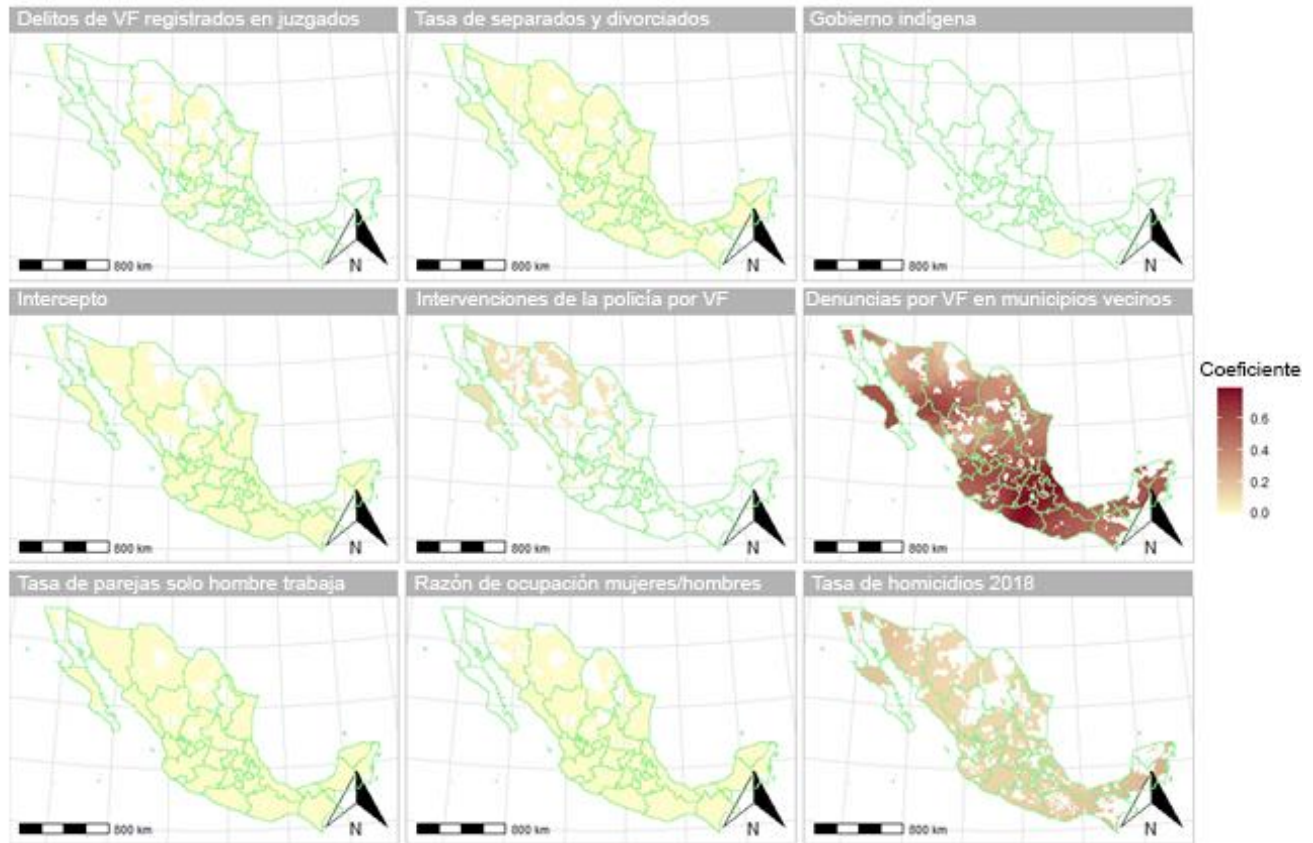 Delitos de VF registrados en juzgados
Tasa de separados y divorciados
Gobierno indígena
800 km
N
800 km
N
800 km
N
Intercepto
Intervenciones de la policía por VF
Denuncias por VF en municipios vecinos
800 km
N
800 km
N
800 km
N
Coeficiente
0.6
0.4
0.2
0.0
Tasa de parejas solo hombre trabaja
Razón de ocupación mujeres/hombres
Tasa de homicidios 2018
800 km
N
800 km
N
800 km
N